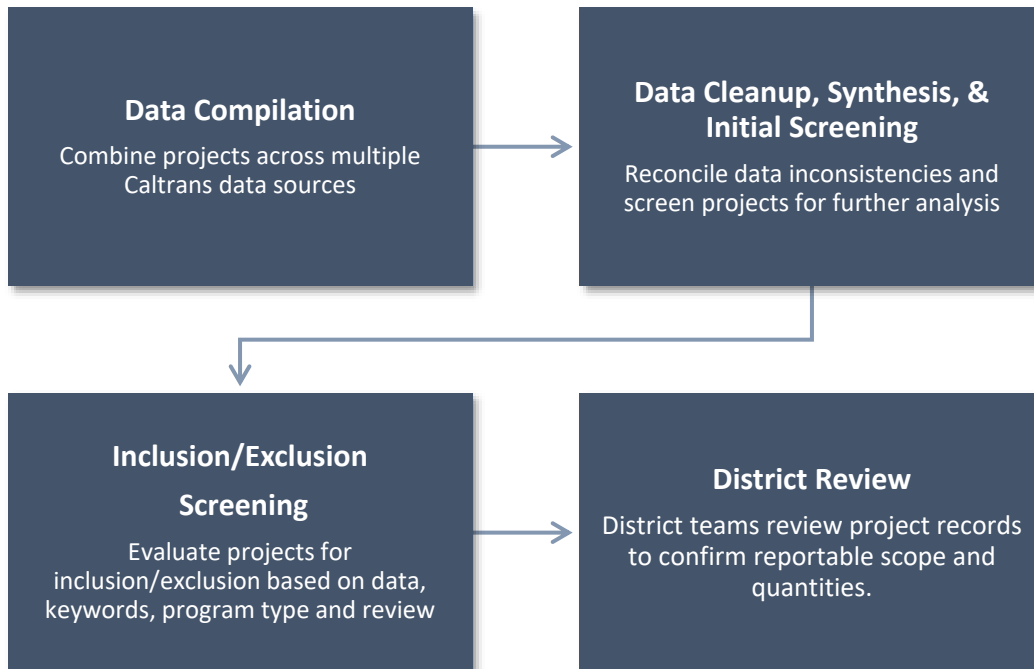 Data Compilation
Combine projects across multiple
Caltrans data sources
Data Cleanup, Synthesis, &
Initial Screening
Reconcile data inconsistencies and
screen projects for further analysis
Inclusion/Exclusion
Screening
Evaluate projects for
inclusion/exclusion based on data,
keywords, program type and review
District Review
District teams review project records
to confirm reportable scope and
quantities.